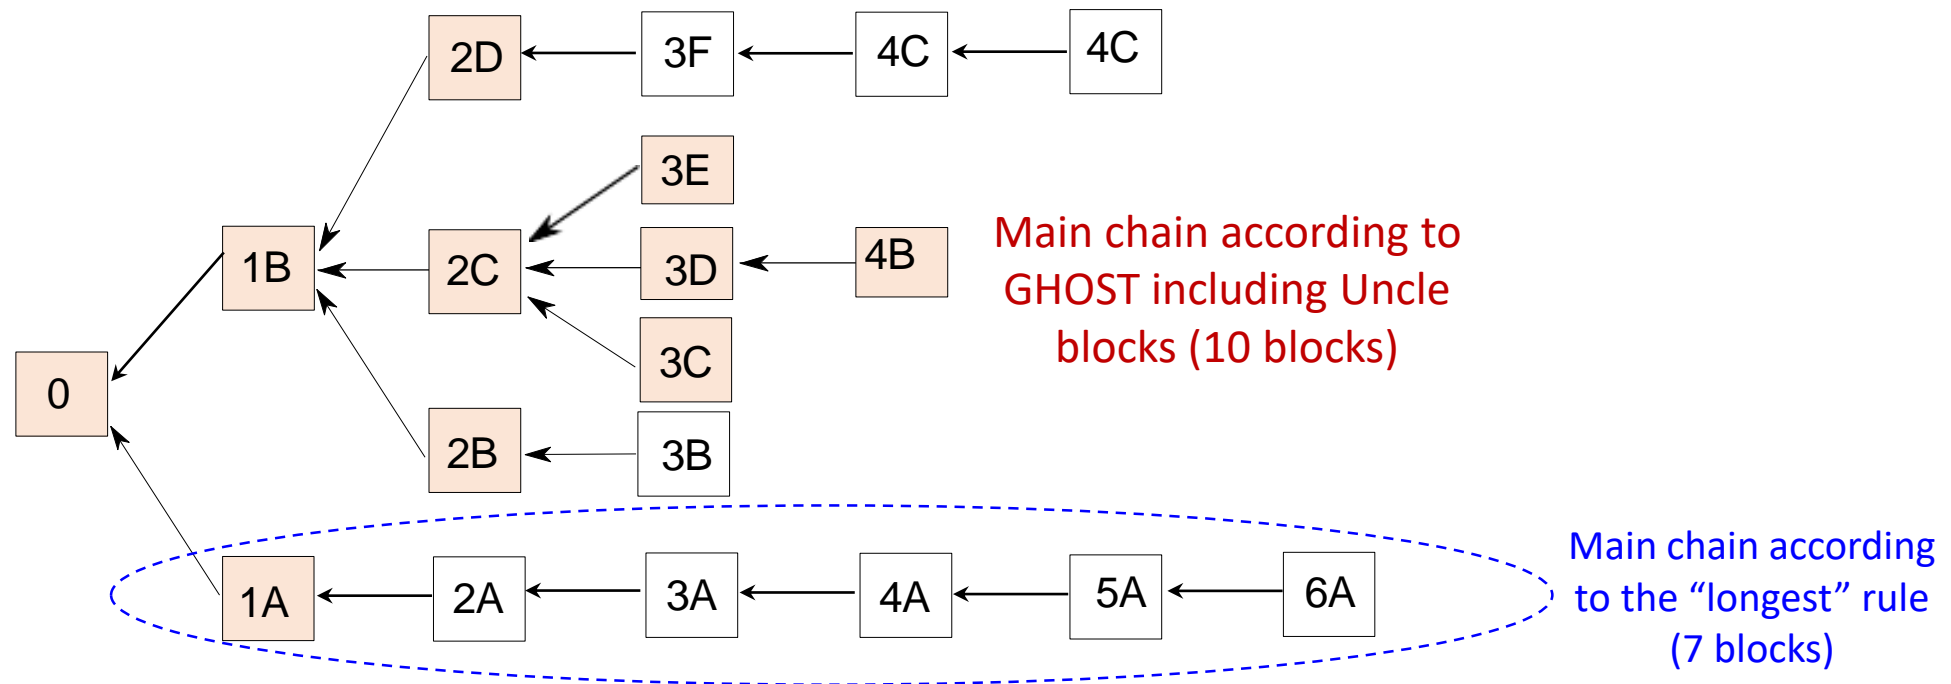 2D 3F 4C 4C
3E
1B 2C 3D 4B
3C
0
2B 3B
1A 2A 3A 4A 5A 6A
Main chain according to
GHOST including Uncle
blocks (10 blocks)
Main chain according
to the “longest” rule
(7 blocks)